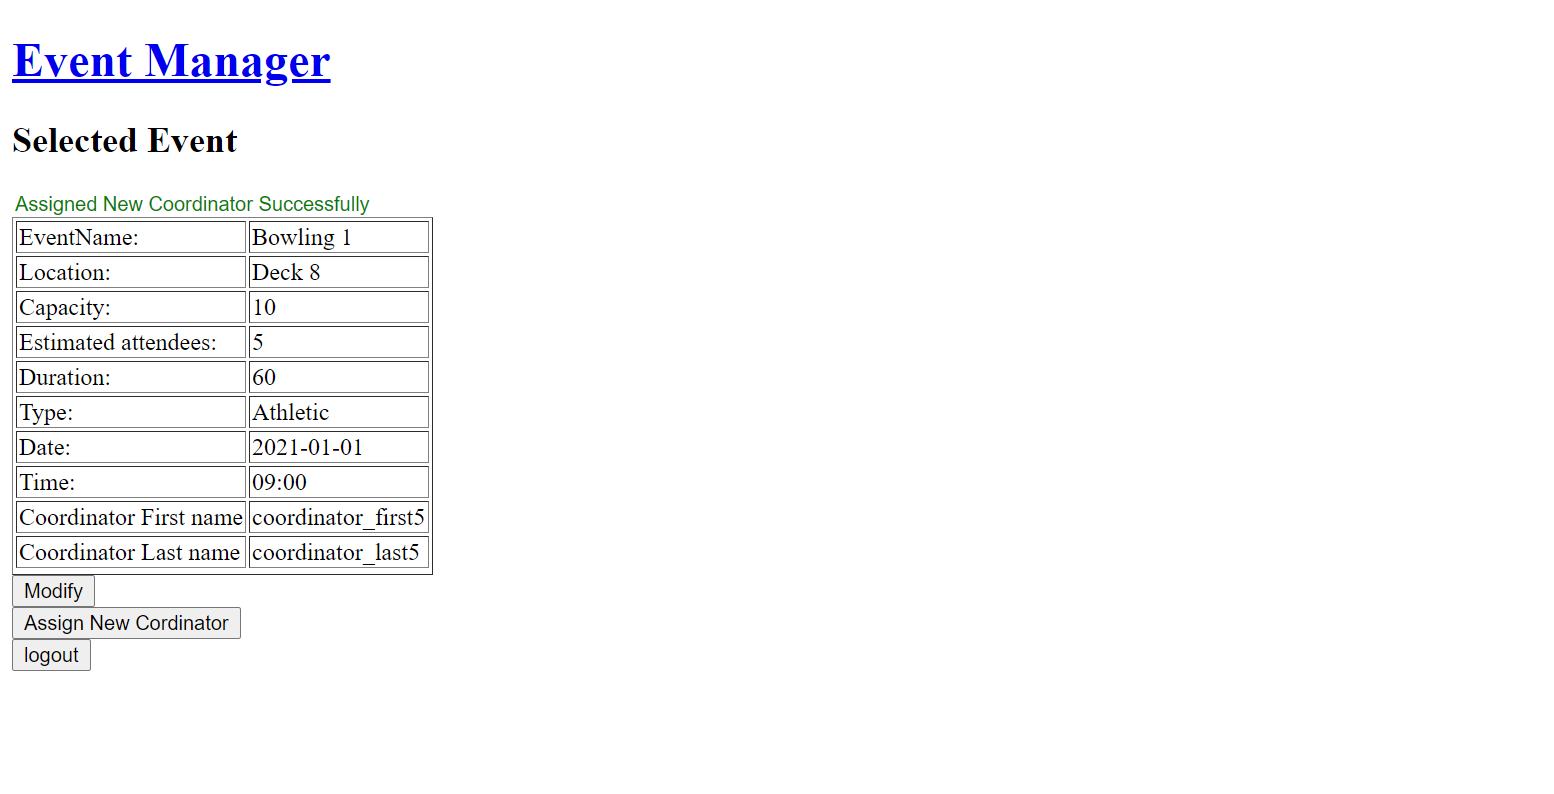 Event Manager
Selected Event
Assigned New Coordinator Successfully
EventName: Bowling 1
Location: Deck 8
Capacity: 10
Estimated attendees: 5
Duration: 60
Type: Athletic
Date: 2021-01-01
Time: 09:00
Coordinator First name coordinator_first5
Coordinator Last name coordinator_last5
Modify
Assign New Cordinator
logout